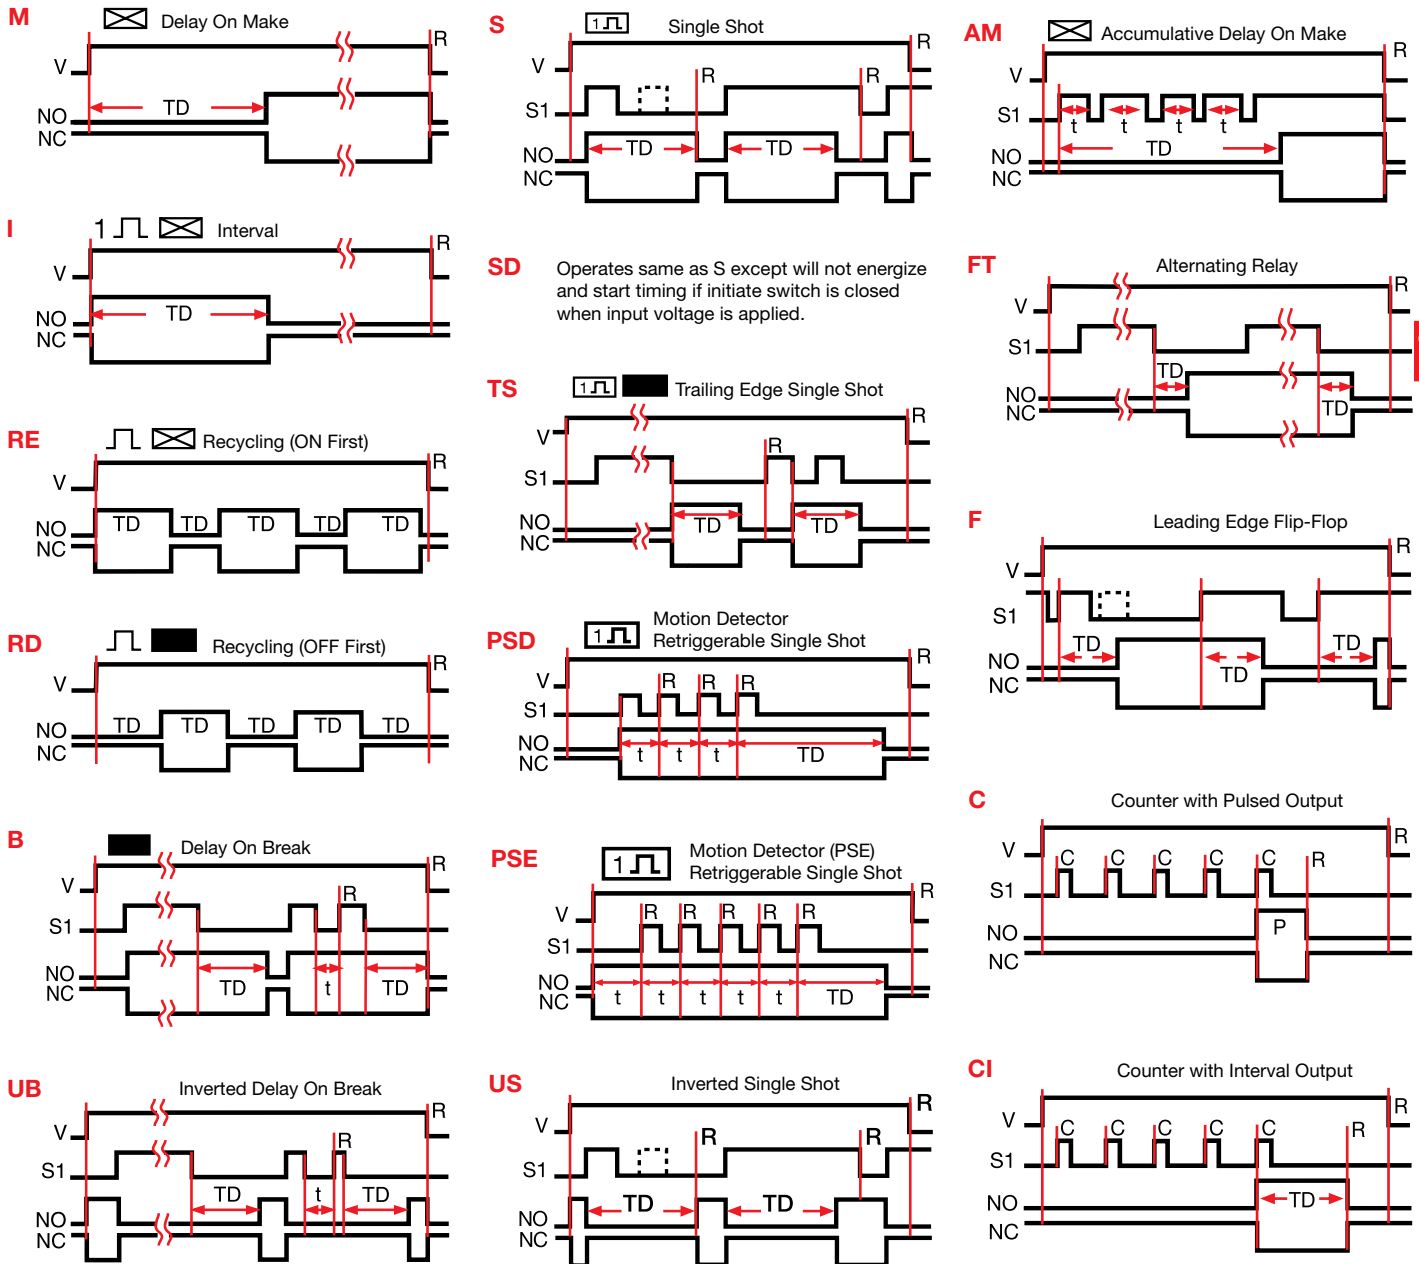 M
Delay On Make
R
V
TD
NO
NC
I
1
Interval
R
V
TD
NO
NC
RE
Recycling (ON First)
R
V
TD TD TD TD TD
NO
NC
RD
Recycling (OFF First)
R
V
TD TD TD TD TD
NO
NC
B
Delay On Break
R
V
R
S1
NO
NC
TD t TD
UB
Inverted Delay On Break
R
V
R
S1
TD t TD
NO
NC
S
1
Single Shot
R
V
R R
S1
TD TD
NO
NC
SD
Operates same as S except will not energize
and start timing if initiate switch is closed
when input voltage is applied.
TS
1
Trailing Edge Single Shot
R
V
R
S1
NO
TD TD
NC
PSD
1
Motion Detector
Retriggerable Single Shot
R
V
R R R
S1
NO
NC
t t t TD
PSE
1
Motion Detector (PSE)
Retriggerable Single Shot
R
V
R R R R R
S1
NO
NC
t t t t t TD
US
Inverted Single Shot
R
V
R R
S1
TD TD
NO
NC
AM
Accumulative Delay On Make
R
V
S1
t t t t
TD
NO
NC
FT
Alternating Relay
R
V
S1
TD
NO
NC
TD
F
Leading Edge Flip-Flop
V
R
S1
TD TD
NO
TD
NC
C
Counter with Pulsed Output
R
V
C C C C C R
S1
P
NO
NC
CI
Counter with Interval Output
R
V
C C C C C R
S1
TD
NO
NC